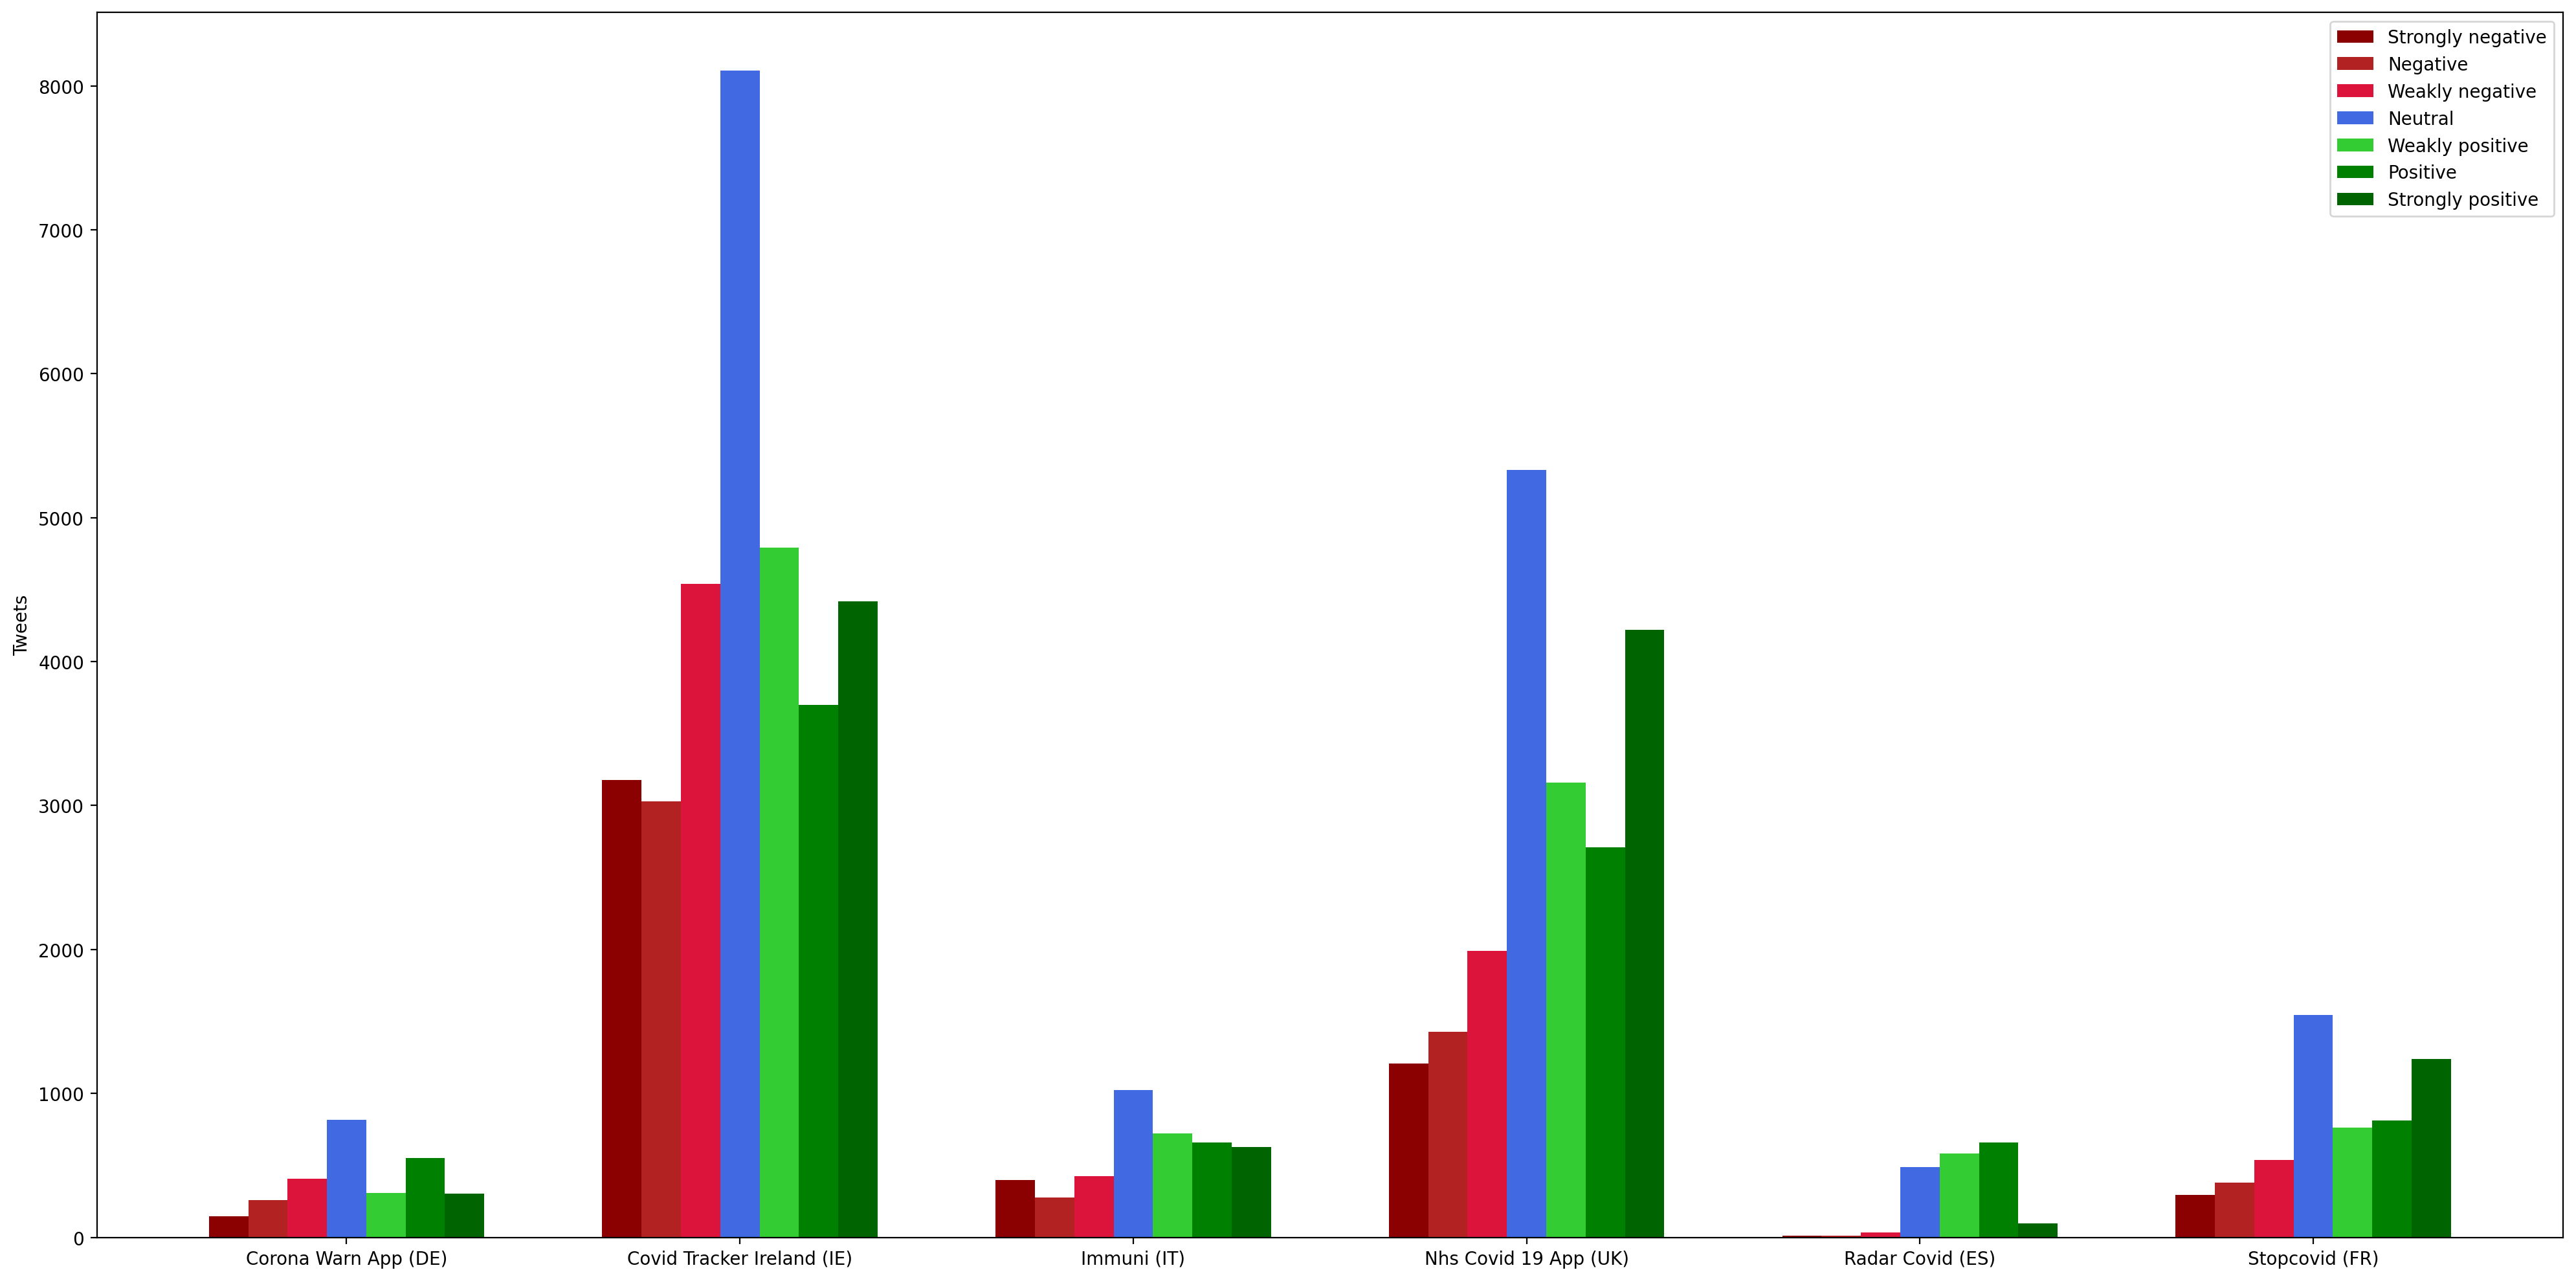 Strongly negative
Negative
Weakly negative
Neutral
Weakly positive
Positive
Strongly positive
8000
7000
6000
5000
4000
3000
2000
1000
0
Tweets
Corona Warn App (DE)
Covid Tracker Ireland (IE)
Immuni (IT)
Nhs Covid 19 App (UK)
Radar Covid (ES)
Stopcovid (FR)